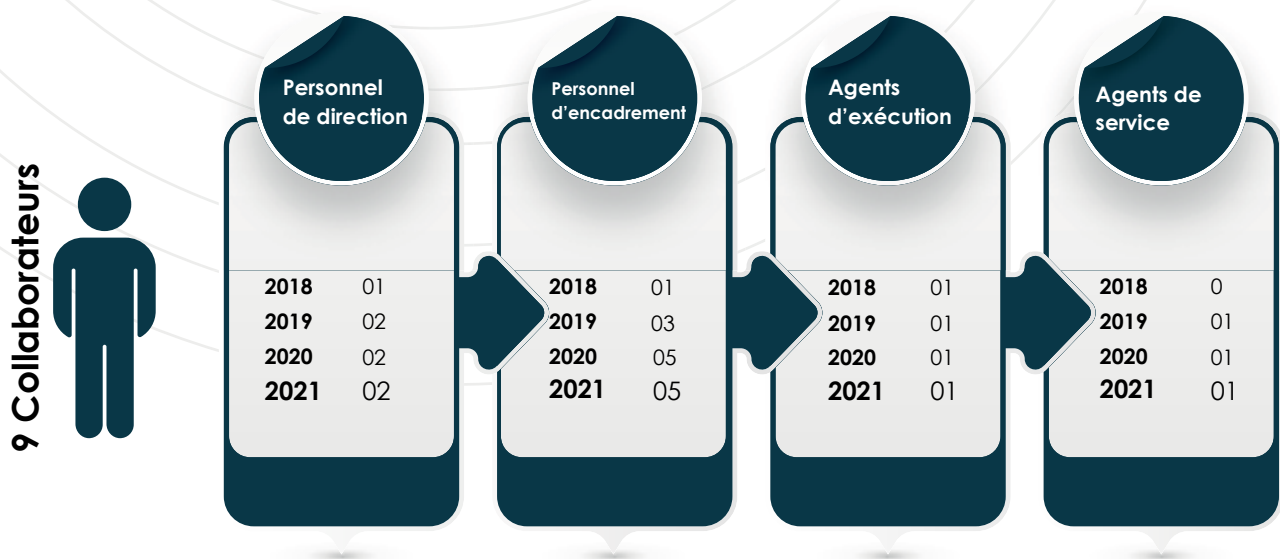 9 Collaborateurs
Personnel
de direction
2018 01
2019 02
2020 02
2021 02
Personnel
d'encadrement
2018 01
2019 03
2020 05
2021 05
Agents
d'exécution
2018 01
2019 01
2020 01
2021 01
Agents de
service
2018 0
2019 01
2020 01
2021 01